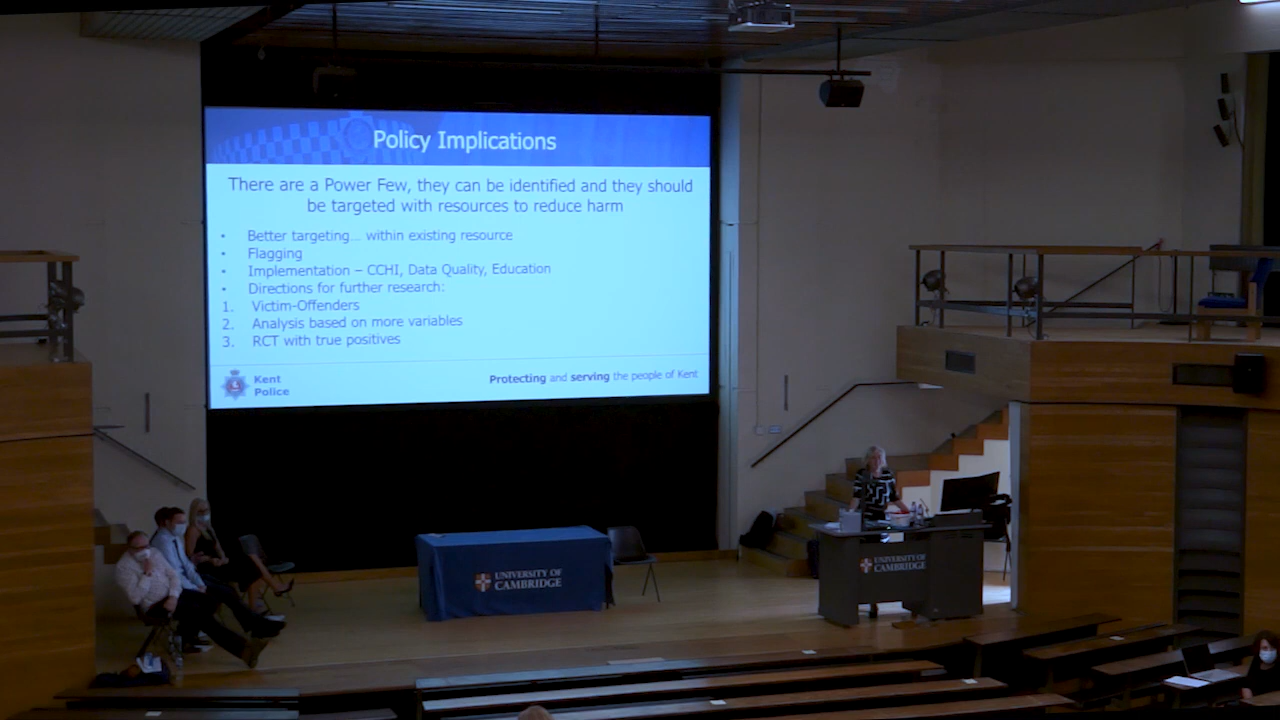 Policy Implications
There are a Power Few, they can be identified and they should
be targeted with resources to reduce harm
• Better targeting... within existing resource
• Flagging
• Implementation – CCHI, Data Quality, Education
• Directions for further research:
1. Victim-Offenders
2. Analysis based on more variables
3. RCT with true positives
Kent
Police
Protecting and serving the people of Kent
UNIVERSITY OF
CAMBRIDGE
UNIVERSITY OF
CAMBRIDGE